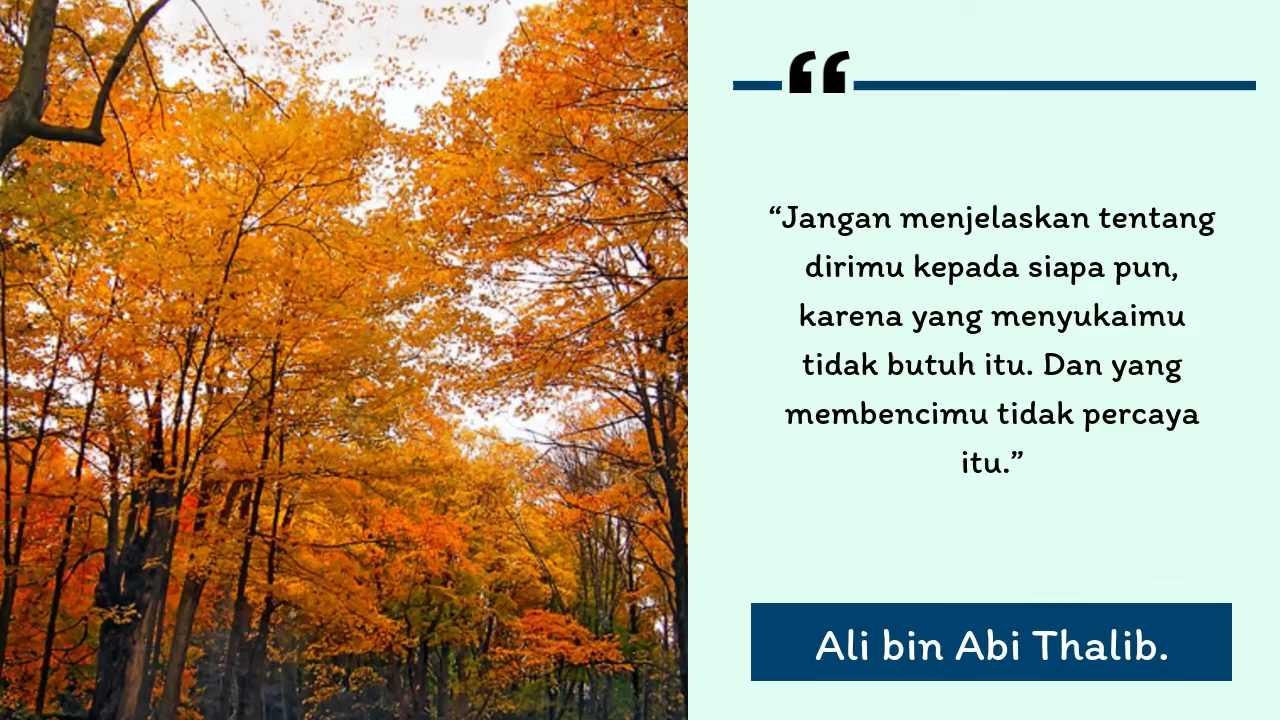 “Jangan menjelaskan tentang
dirimu kepada siapa pun,
karena yang menyukaimu
tidak butuh itu. Dan yang
membencimu tidak percaya
itu.”
Ali bin Abi Thalib.